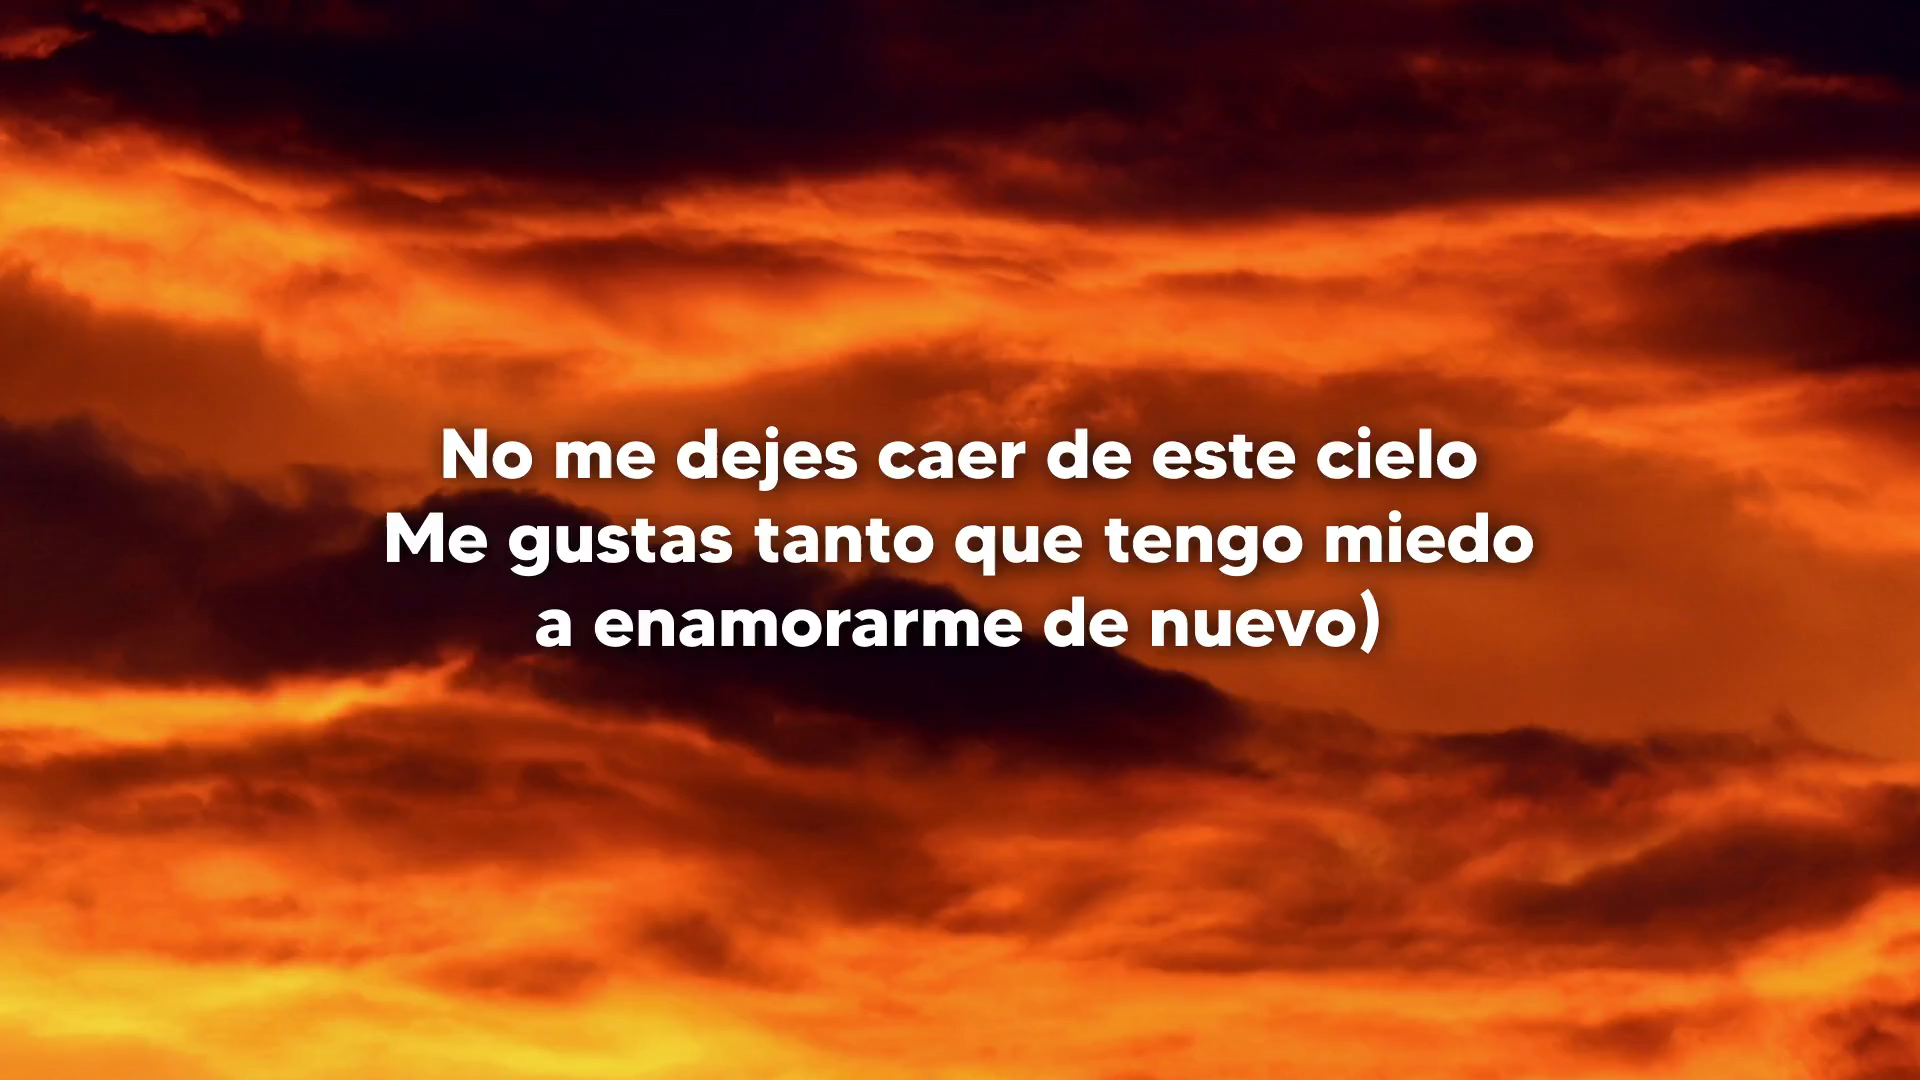 No me dejes caer de este cielo
Me gustas tanto que tengo miedo
a enamorarme de nuevo)